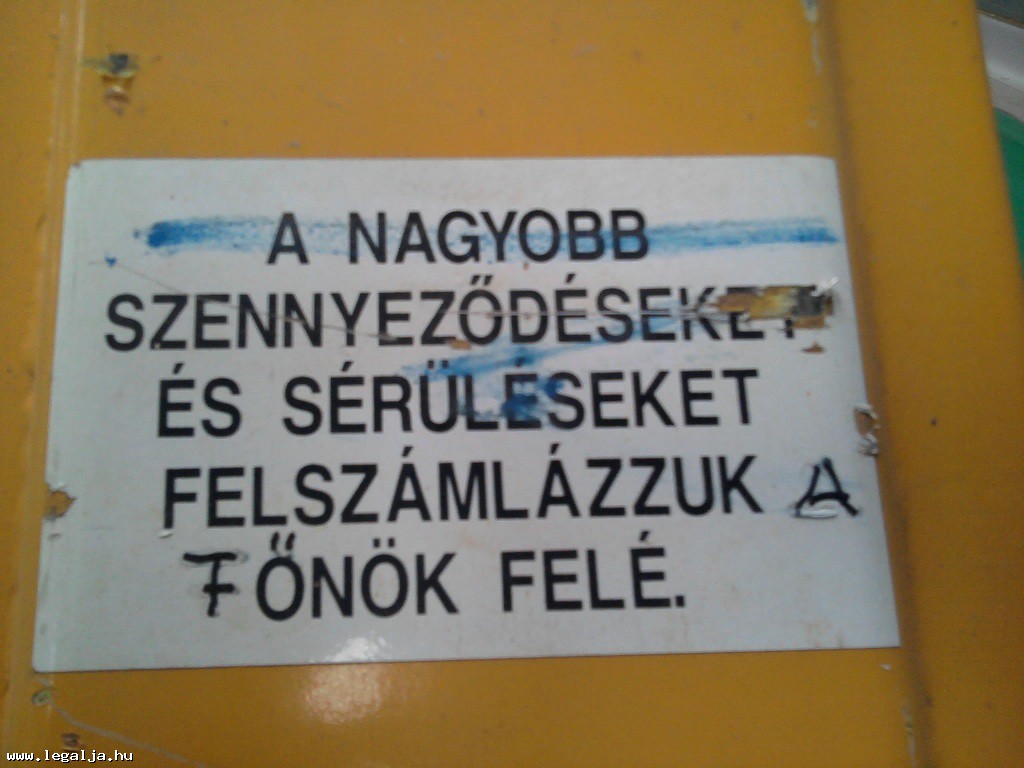 A NAGYOBB
SZENNYEZŐDÉSEKET
ÉS SÉRÜLÉSEKET
FELSZÁMLÁZZUK A
FŐNÖK FELÉ.
www.legalja.hu